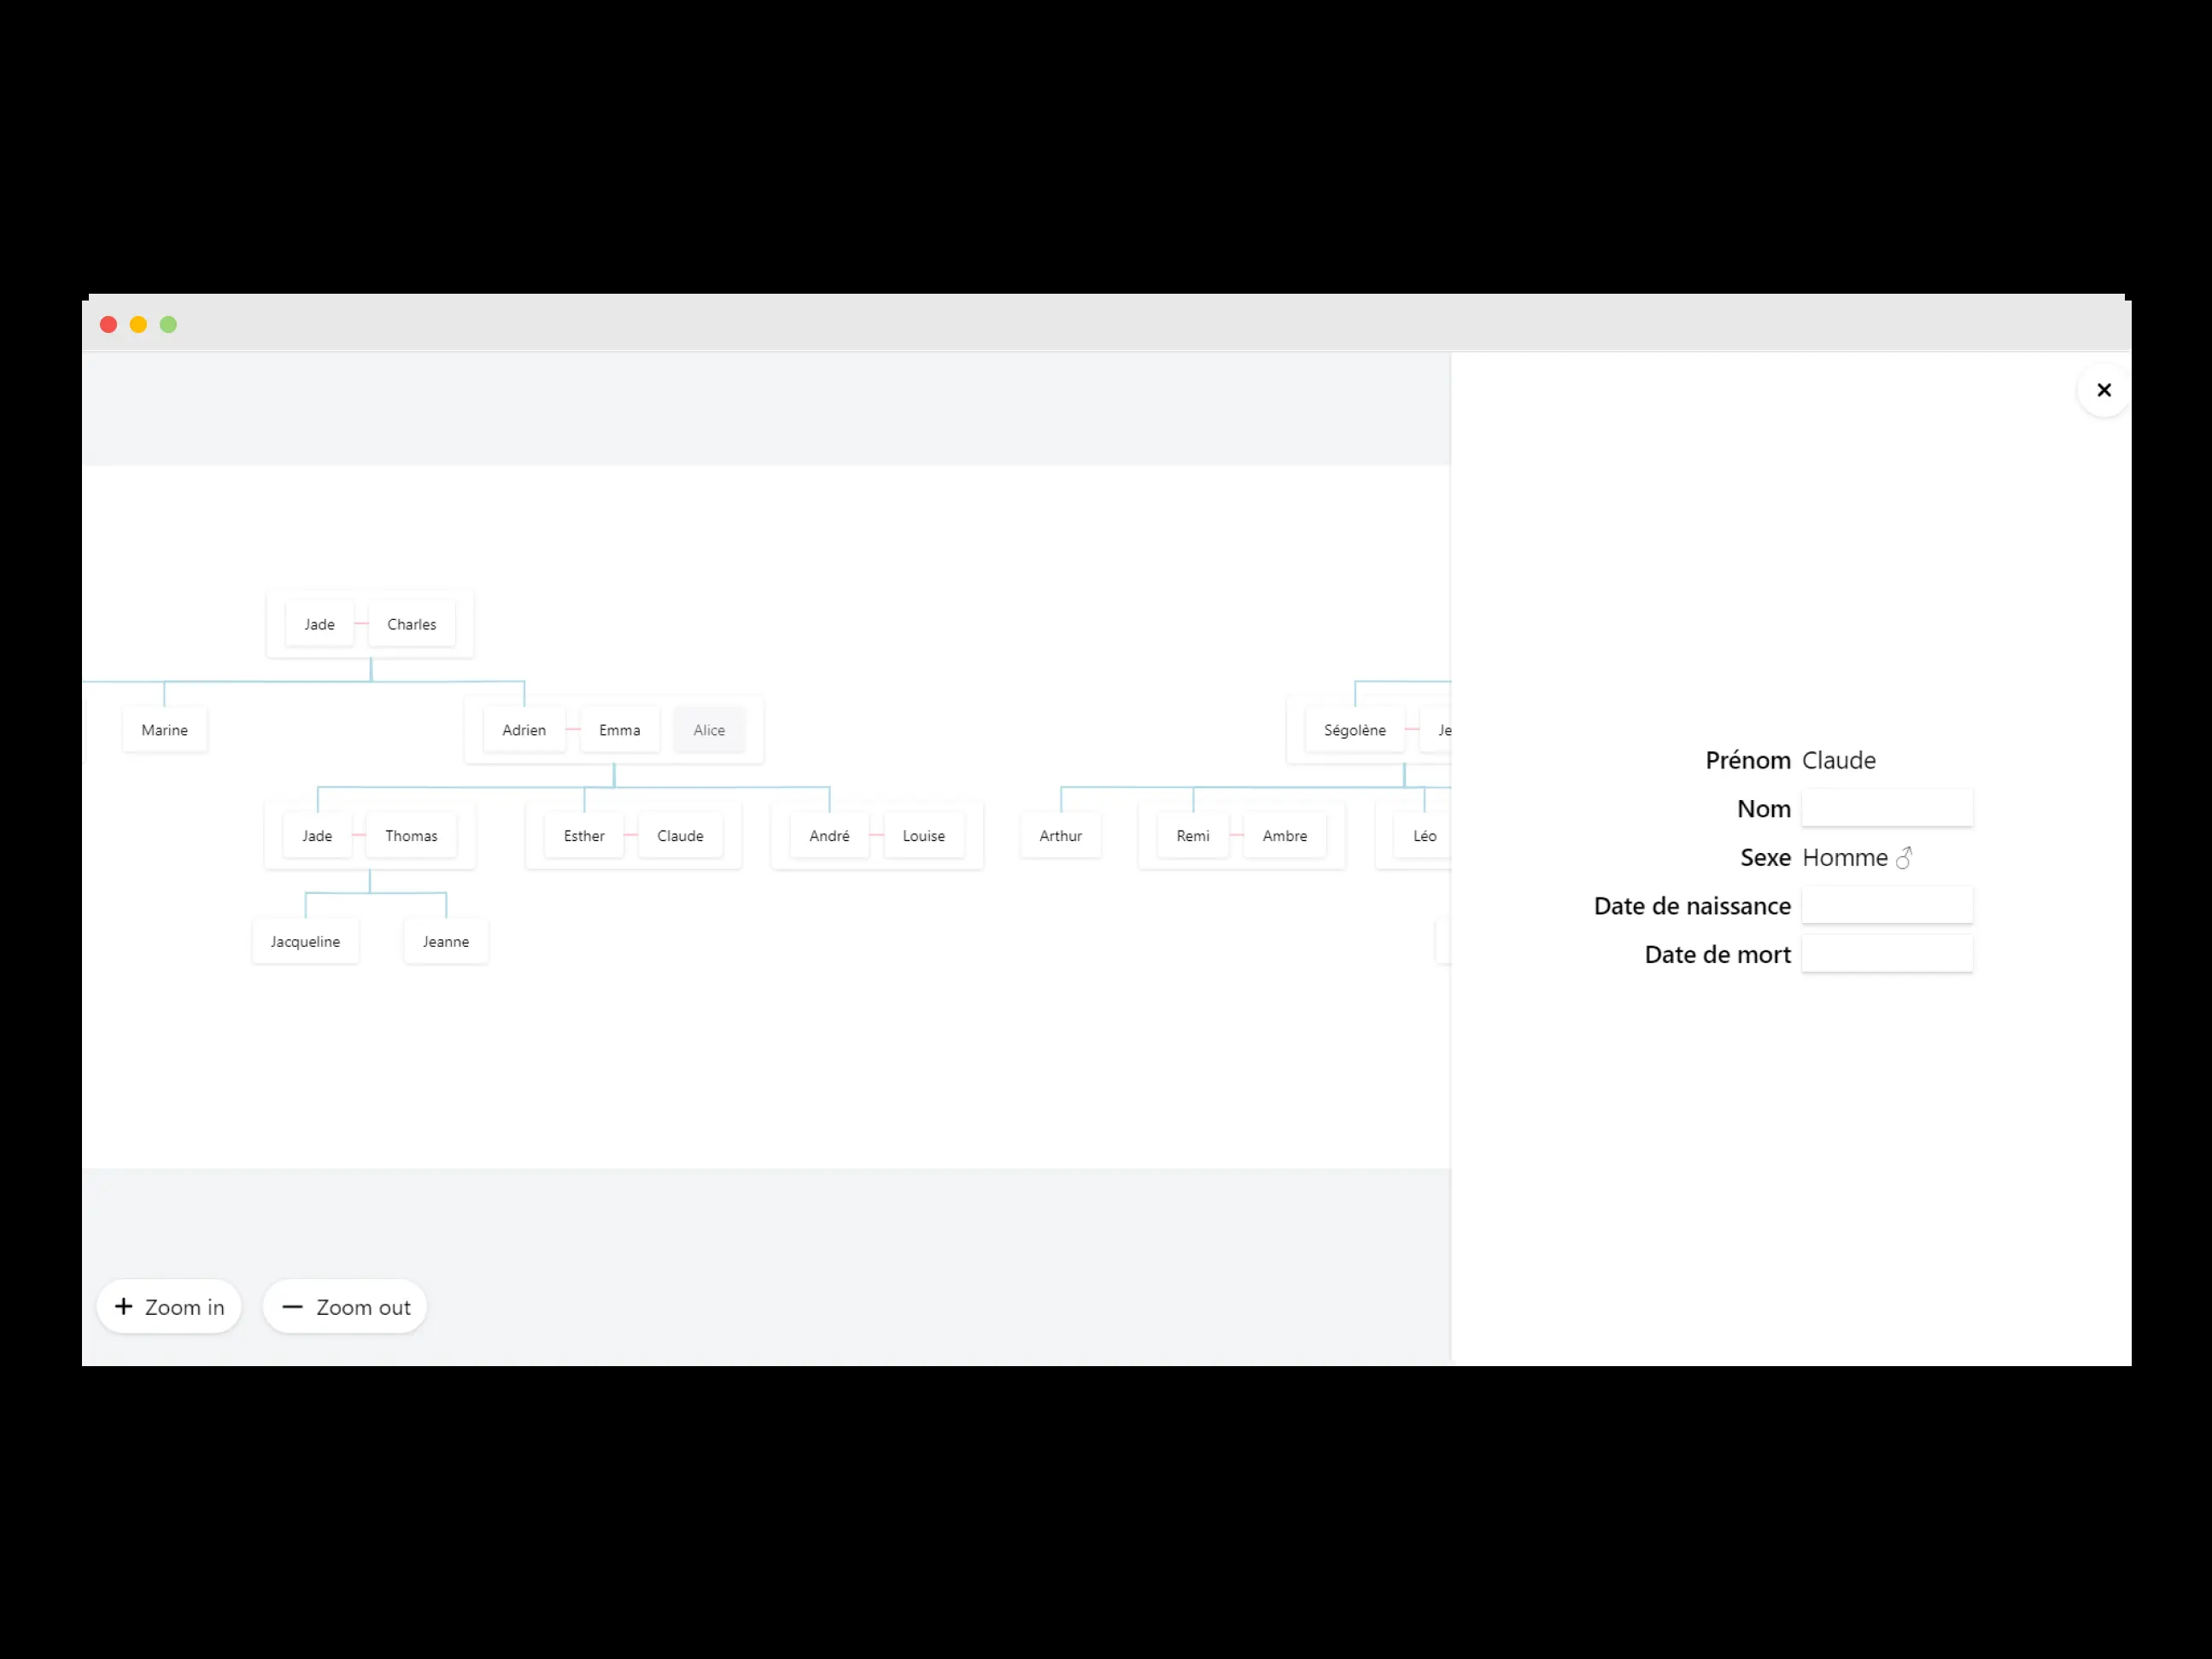 Jade Charles
Marine Adrien Emma Alice Ségolène Je
Jade Thomas Esther Claude André Louise Arthur Remi Ambre Léo
Jacqueline Jeanne
Prénom Claude
Nom
Sexe Homme ♂
Date de naissance
Date de mort
+ Zoom in − Zoom out